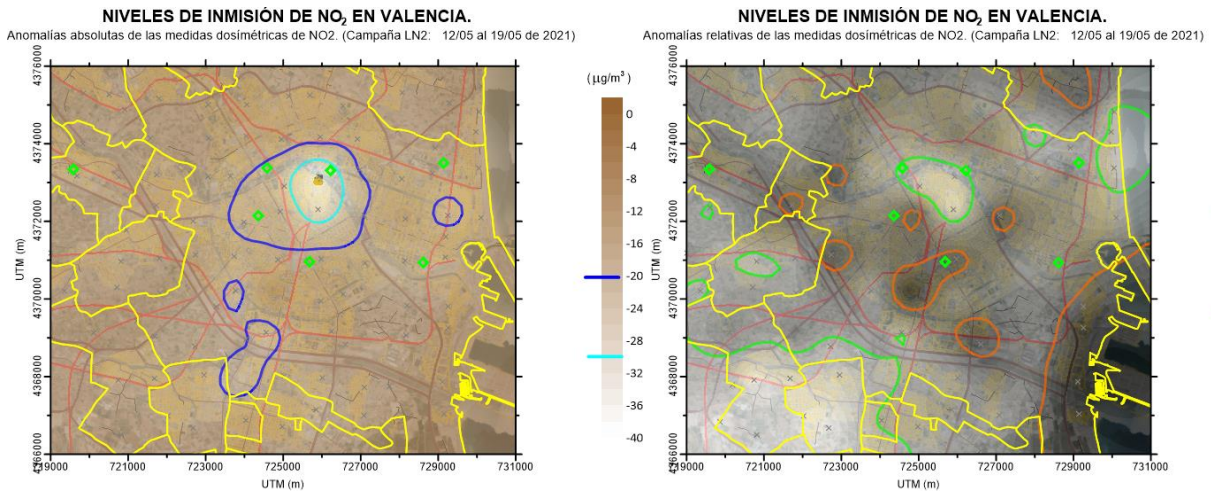 NIVELES DE INMISIÓN DE NO₂ EN VALENCIA.
Anomalías absolutas de las medidas dosímétricas de NO2. (Campaña LN2: 12/05 al 19/05 de 2021)
4376000
4374000
4372000
4370000
4368000
4366000
UTM (m)
719000 721000 723000 725000 727000 729000 731000
UTM (m)
(µg/m³)
0
-4
-8
-12
-16
-20
-24
-28
-32
-36
-40
NIVELES DE INMISIÓN DE NO₂ EN VALENCIA.
Anomalías relativas de las medidas dosímétricas de NO2. (Campaña LN2: 12/05 al 19/05 de 2021)
4376000
4374000
4372000
4370000
4368000
4366000
UTM (m)
719000 721000 723000 725000 727000 729000 731000
UTM (m)